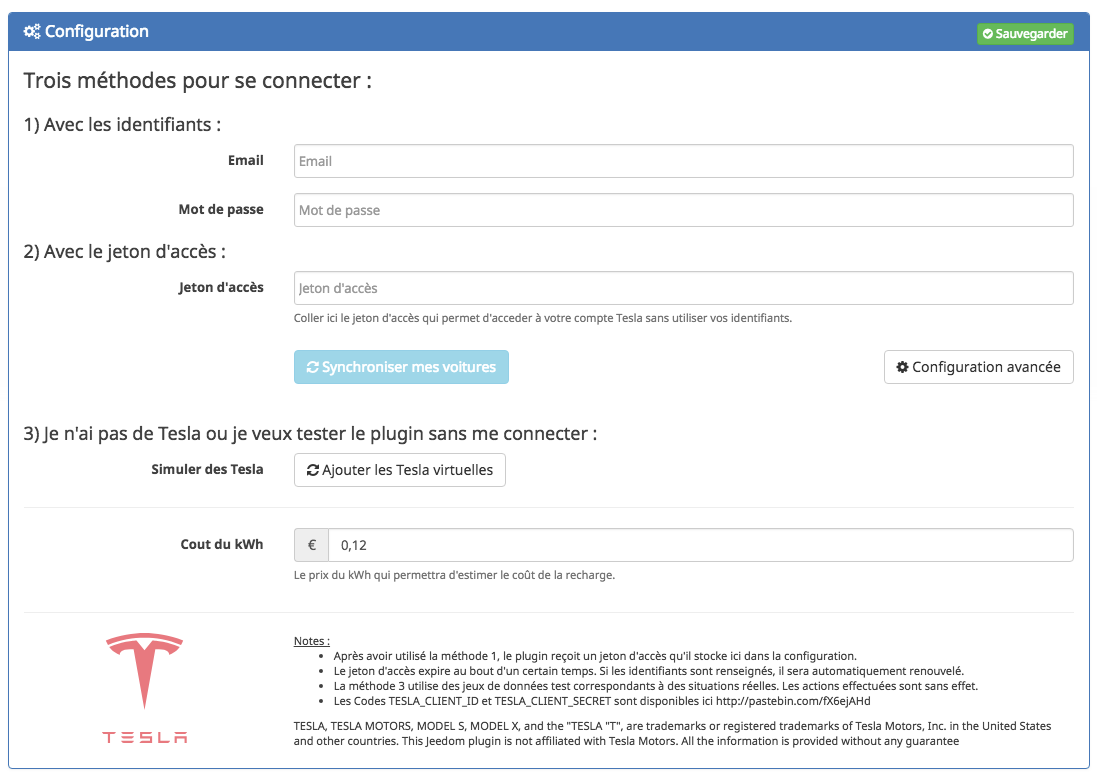 Configuration
Sauvegarder
Trois méthodes pour se connecter :
1) Avec les identifiants :
Email
Email
Mot de passe
Mot de passe
2) Avec le jeton d'accès :
Jeton d'accès
Jeton d'accès
Coller ici le jeton d'accès qui permet d'acceder à votre compte Tesla sans utiliser vos identifiants.
Synchroniser mes voitures
Configuration avancée
3) Je n'ai pas de Tesla ou je veux tester le plugin sans me connecter :
Simuler des Tesla
Ajouter les Tesla virtuelles
Cout du kWh
€ 0,12
Le prix du kWh qui permettra d'estimer le coût de la recharge.
TESLA
Notes :
• Après avoir utilisé la méthode 1, le plugin reçoit un jeton d'accès qu'il stocke ici dans la configuration.
• Le jeton d'accès expire au bout d'un certain temps. Si les identifiants sont renseignés, il sera automatiquement renouvelé.
• La méthode 3 utilise des jeux de données test correspondants à des situations réelles. Les actions effectuées sont sans effet.
• Les Codes TESLA_CLIENT_ID et TESLA_CLIENT_SECRET sont disponibles ici http://pastebin.com/fX6ejAHd
TESLA, TESLA MOTORS, MODEL S, MODEL X, and the "TESLA "T", are trademarks or registered trademarks of Tesla Motors, Inc. in the United States
and other countries. This Jeedom plugin is not affiliated with Tesla Motors. All the information is provided without any guarantee